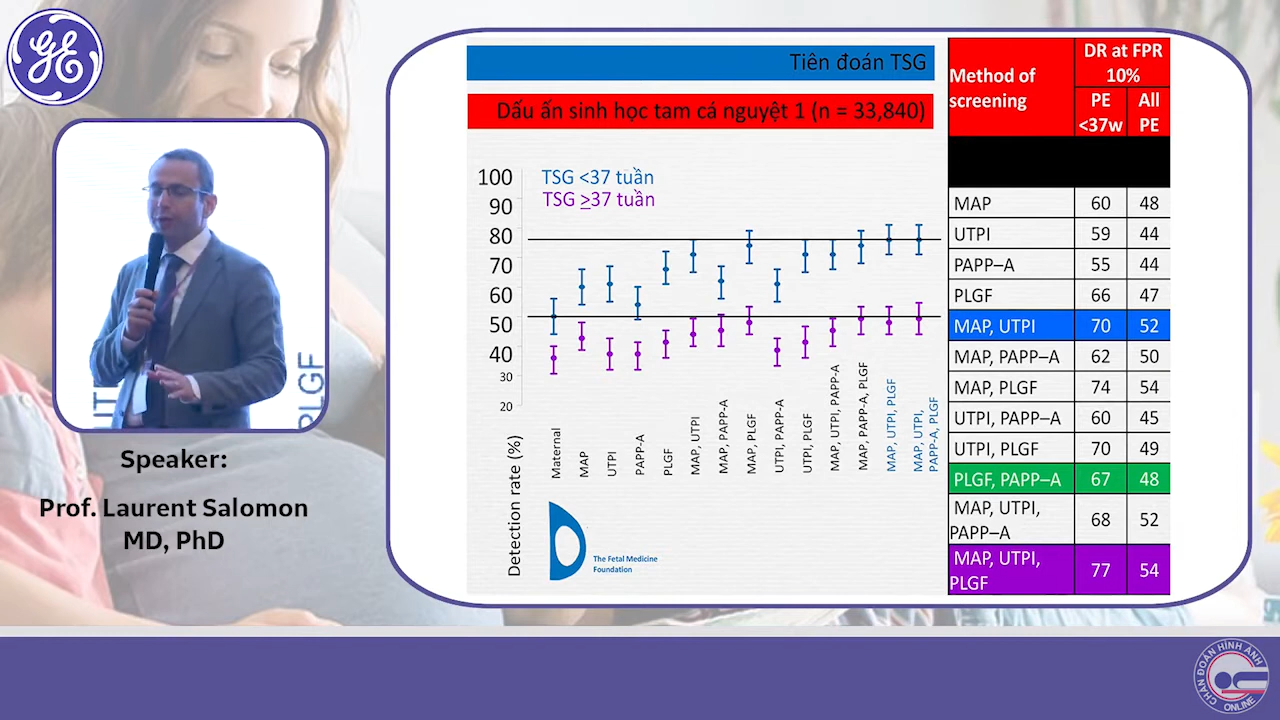 GE
UT
PLGF
Speaker:
Prof. Laurent Salomon
MD, PhD
Tiên đoán TSG
Dấu ấn sinh học tam cá nguyệt 1 (n = 33,840)
TSG <37 tuần
TSG ≥37 tuần
100
90
80
70
60
50
40
30
20
Detection rate (%)
Maternal
MAP
UTPI
PAPP-A
PLGF
MAP, UTPI
MAP, PAPP-A
MAP, PLGF
UTPI, PAPP-A
UTPI, PLGF
MAP, UTPI, PAPP-A
MAP, PAPP-A, PLGF
MAP, UTPI, PLGF
MAP, UTPI,
PAPP-A, PLGF
The Fetal Medicine
Foundation
Method of screening DR at FPR 10%
PE <37w All PE
MAP 60 48
UTPI 59 44
PAPP–A 55 44
PLGF 66 47
MAP, UTPI 70 52
MAP, PAPP–A 62 50
MAP, PLGF 74 54
UTPI, PAPP–A 60 45
UTPI, PLGF 70 49
PLGF, PAPP–A 67 48
MAP, UTPI, PAPP–A 68 52
MAP, UTPI, PLGF 77 54
CHẨN ĐOÁN HÌNH ẢNH
ONLINE